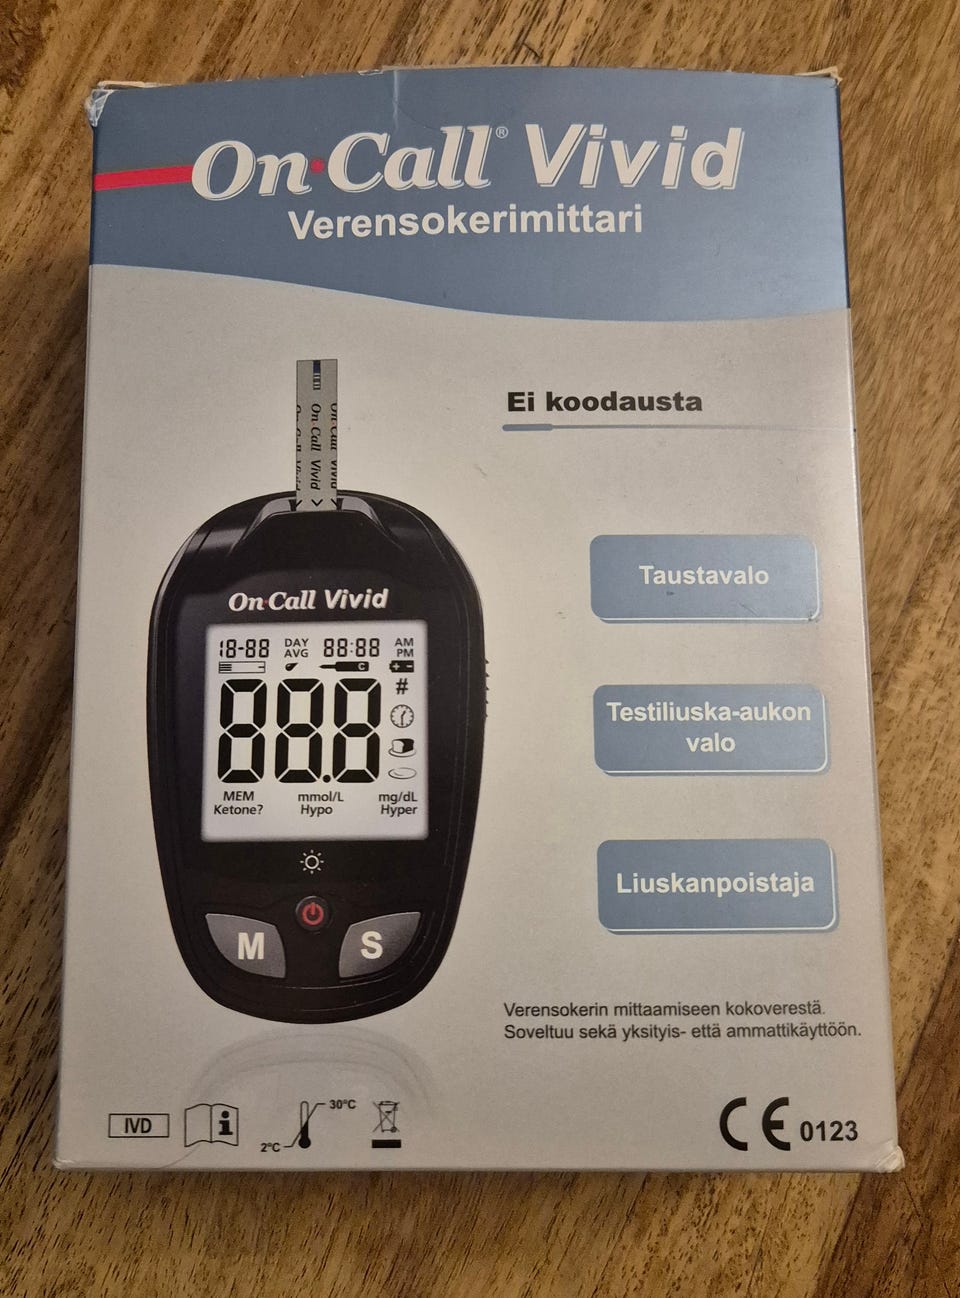 On Call® Vivid
Verensokerimittari
Ei koodausta
On Call Vivid
On Call Vivid
18-88 DAY AVG 88:88 AM PM
C
88.8
#
MEM mmol/L mg/dL
Ketone? Hypo Hyper
M S
Taustavalo
Testiliuska-aukon
valo
Liuskanpoistaja
Verensokerin mittaamiseen kokoverestä.
Soveltuu sekä yksityis- että ammattikäyttöön.
IVD
i
2°C
30°C
CE 0123